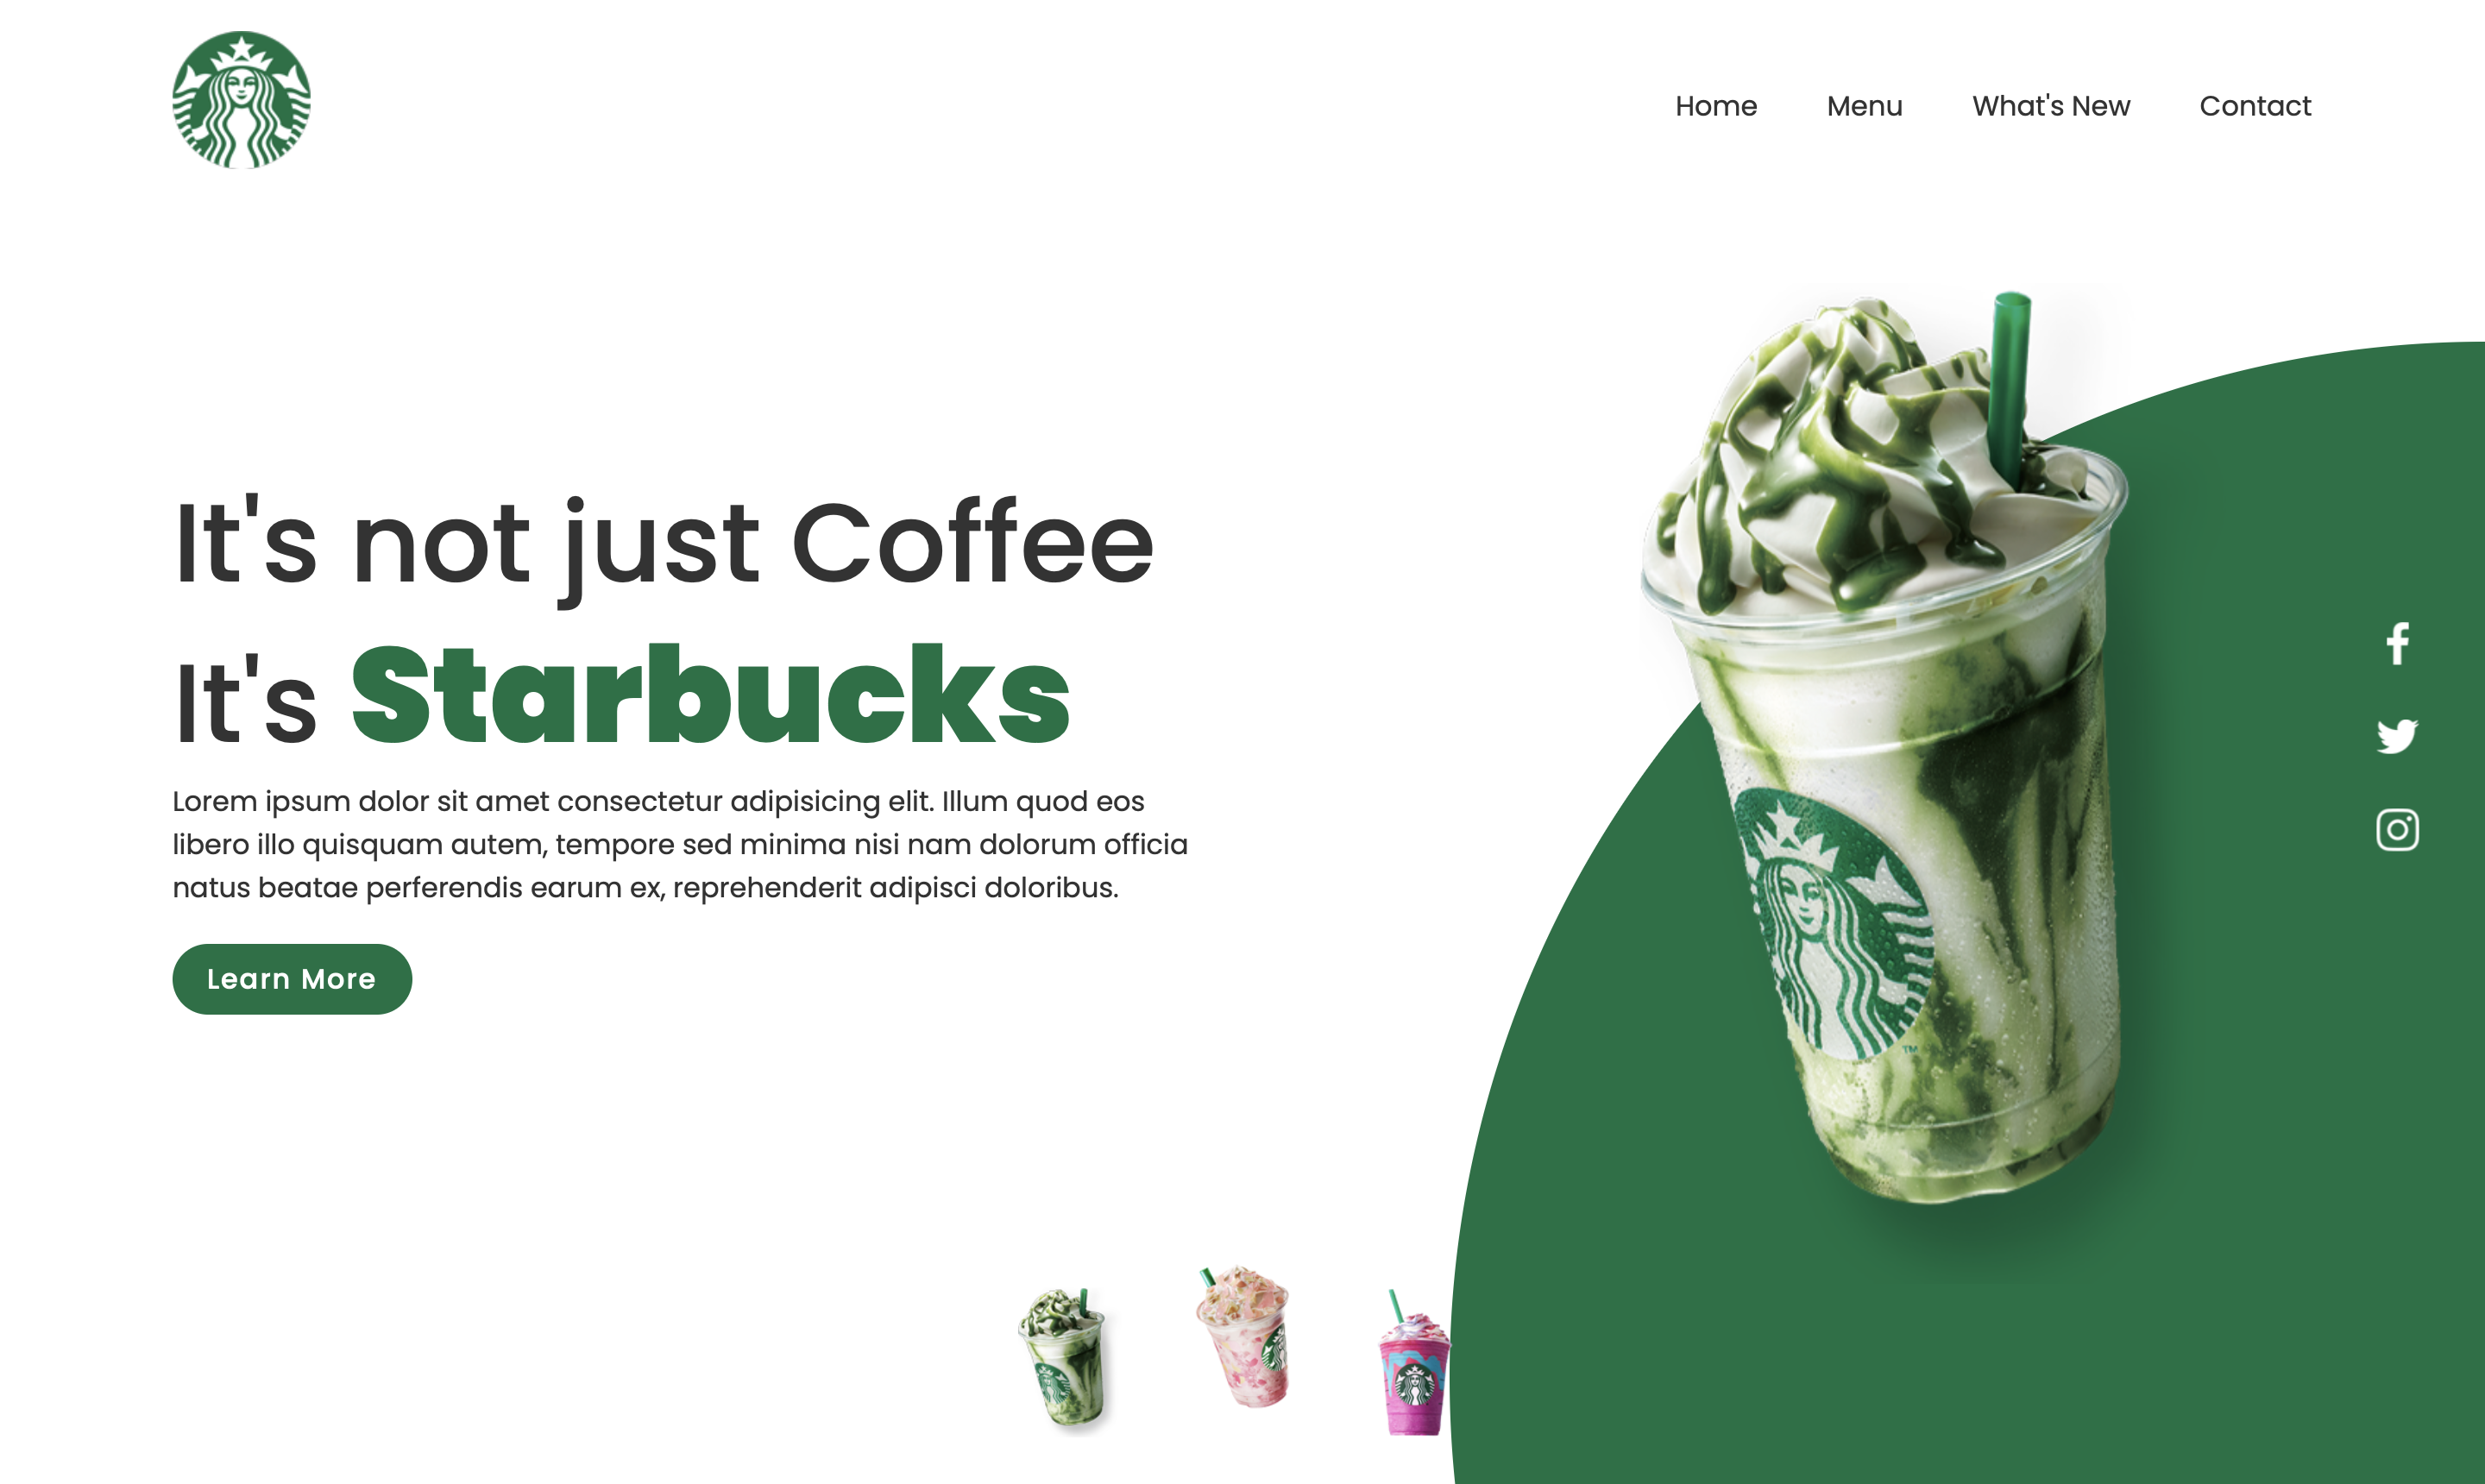 Home Menu What's New Contact
It's not just Coffee
It's Starbucks
Lorem ipsum dolor sit amet consectetur adipisicing elit. Illum quod eos
libero illo quisquam autem, tempore sed minima nisi nam dolorum officia
natus beatae perferendis earum ex, reprehenderit adipisci doloribus.
Learn More
TM